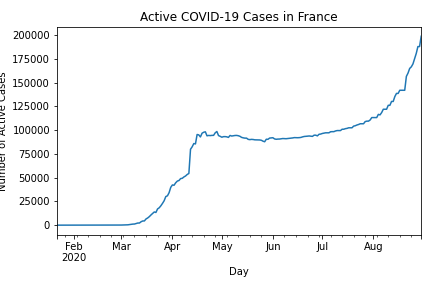 Active COVID-19 Cases in France
Number of Active Cases
200000
175000
150000
125000
100000
75000
50000
25000
0
Feb
2020
Mar
Apr
May
Jun
Jul
Aug
Day